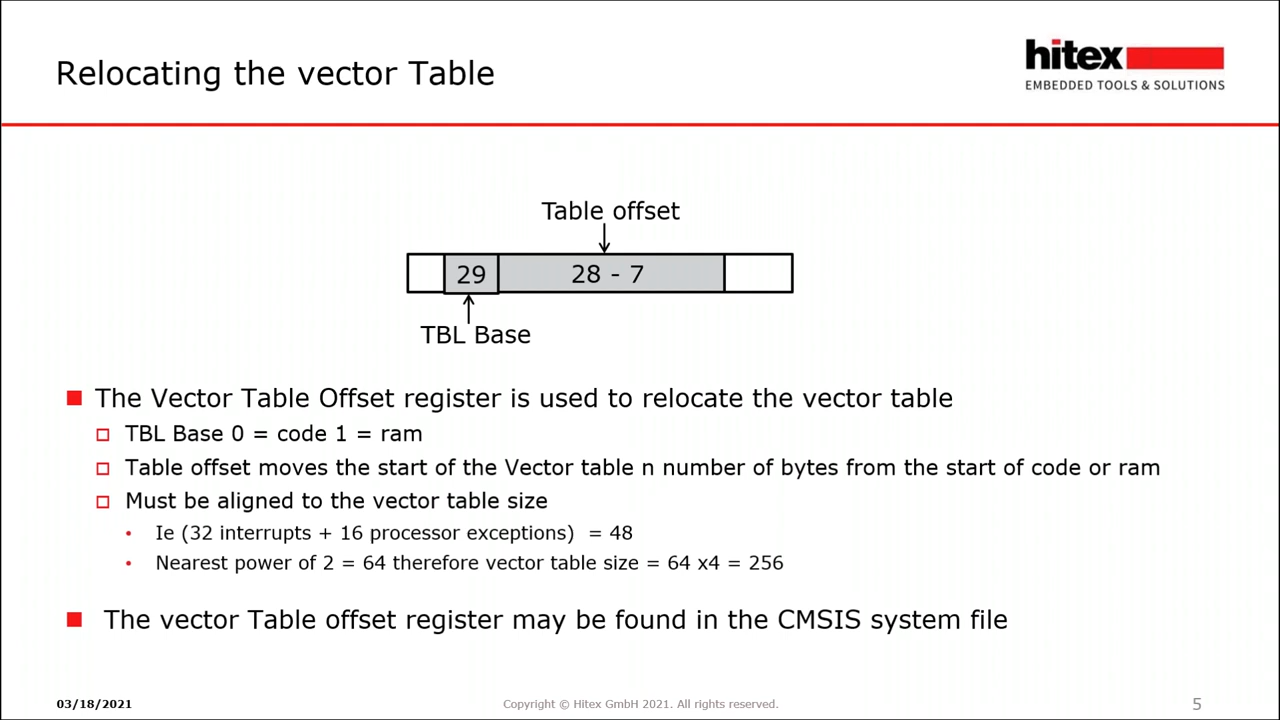 Relocating the vector Table
hitex
EMBEDDED TOOLS & SOLUTIONS
Table offset
29
28 - 7
TBL Base
The Vector Table Offset register is used to relocate the vector table
TBL Base 0 = code 1 = ram
Table offset moves the start of the Vector table n number of bytes from the start of code or ram
Must be aligned to the vector table size
Ie (32 interrupts + 16 processor exceptions)  = 48
Nearest power of 2 = 64 therefore vector table size = 64 x4 = 256
The vector Table offset register may be found in the CMSIS system file
03/18/2021
Copyright © Hitex GmbH 2021. All rights reserved.
5